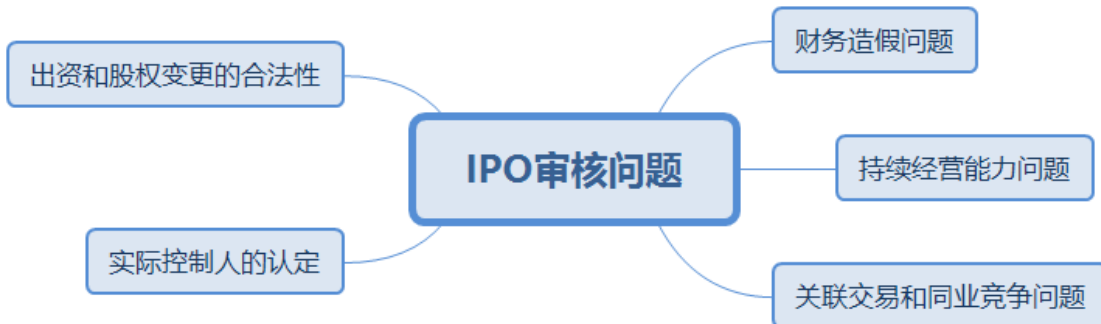 IPO审核问题
出资和股权变更的合法性
实际控制人的认定
财务造假问题
持续经营能力问题
关联交易和同业竞争问题